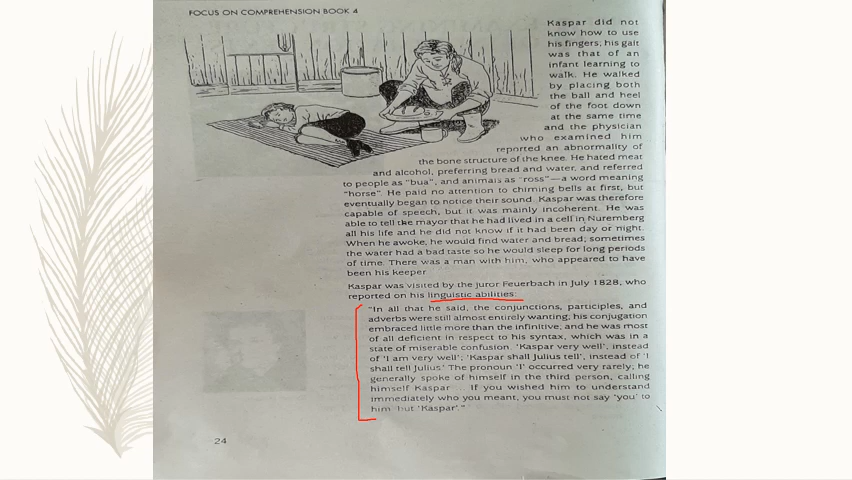 FOCUS ON COMPREHENSION BOOK 4
Kaspar did not
know how to use
his fingers; his gait
was that of an
infant learning to
walk. He walked
by placing both
the ball and heel
of the foot down
at the same time
and the physician
who examined him
reported an abnormality of
the bone structure of the knee. He hated meat
and alcohol, preferring bread and water, and referred
to people as "bua", and animals as "ross"—a word meaning
"horse". He paid no attention to chiming bells at first, but
eventually began to notice their sound. Kaspar was therefore
capable of speech, but it was mainly incoherent. He was
able to tell the mayor that he had lived in a cell in Nuremberg
all his life and he did not know if it had been day or night.
When he awoke, he would find water and bread; sometimes
the water had a bad taste so he would sleep for long periods
of time. There was a man with him, who appeared to have
been his keeper
Kaspar was visited by the juror Feuerbach in July 1828, who
reported on his linguistic abilities:
"In all that he said, the conjunctions, participles, and
adverbs were still almost entirely wanting; his conjugation
embraced little more than the infinitive; and he was most
of all deficient in respect to his syntax, which was in a
state of miserable confusion. 'Kaspar very well', instead
of 'I am very well'; 'Kaspar shall Julius tell', instead of 'I
shall tell Julius.' The pronoun 'I' occurred very rarely; he
generally spoke of himself in the third person, calling
himself Kaspar ... If you wished him to understand
immediately who you meant, you must not say 'you' to
him but 'Kaspar'."
24